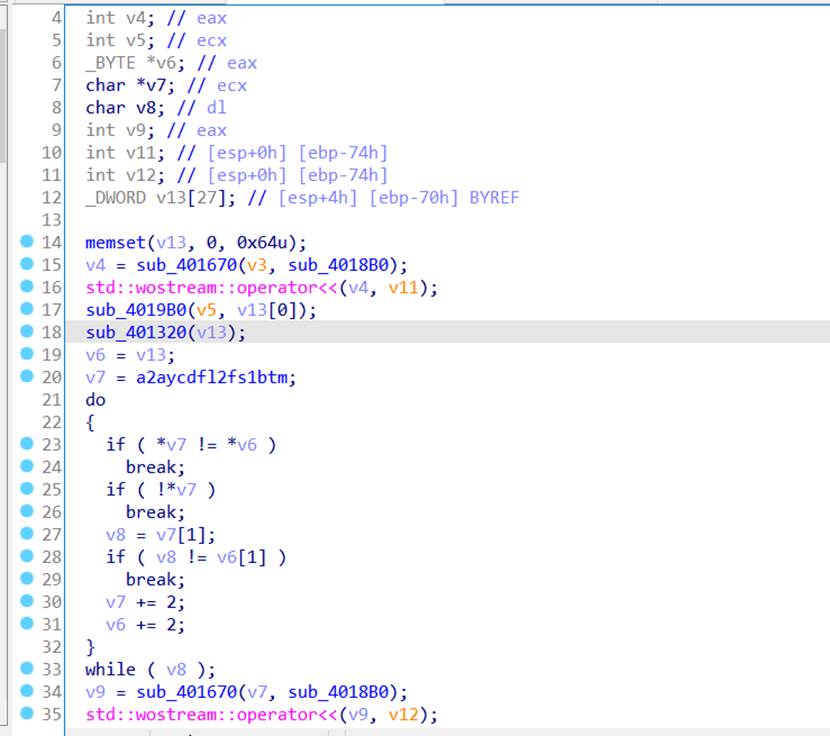 4 int v4; // eax
5 int v5; // ecx
6 _BYTE *v6; // eax
7 char *v7; // ecx
8 char v8; // dl
9 int v9; // eax
10 int v11; // [esp+0h] [ebp-74h]
11 int v12; // [esp+0h] [ebp-74h]
12 _DWORD v13[27]; // [esp+4h] [ebp-70h] BYREF
13
14 memset(v13, 0, 0x64u);
15 v4 = sub_401670(v3, sub_4018B0);
16 std::wostream::operator<<(v4, v11);
17 sub_4019B0(v5, v13[0]);
18 sub_401320(v13);
19 v6 = v13;
20 v7 = a2aycdfl2fs1btm;
21 do
22 {
23 if ( *v7 != *v6 )
24 break;
25 if ( !*v7 )
26 break;
27 v8 = v7[1];
28 if ( v8 != v6[1] )
29 break;
30 v7 += 2;
31 v6 += 2;
32 }
33 while ( v8 );
34 v9 = sub_401670(v7, sub_4018B0);
35 std::wostream::operator<<(v9, v12);